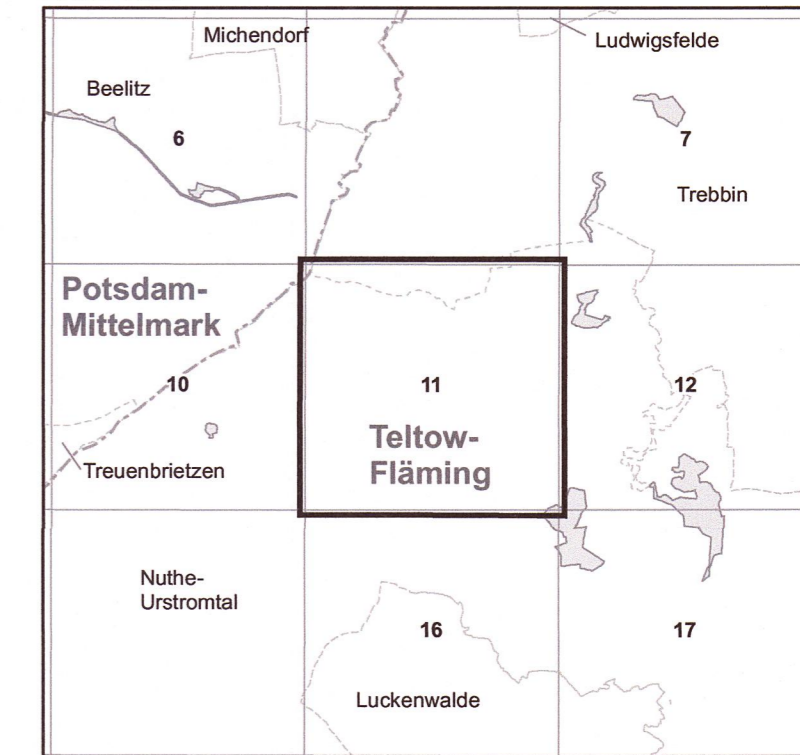 Michendorf
Ludwigsfelde
Beelitz
6
7
Trebbin
Potsdam-
Mittelmark
10
11
12
Teltow-
Fläming
Treuenbrietzen
Nuthe-
Urstromtal
16
17
Luckenwalde